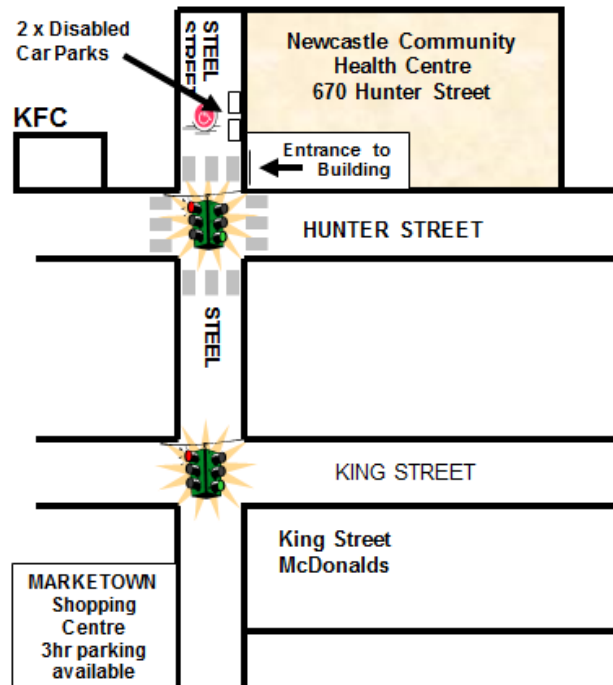 2 x Disabled
Car Parks
STEEL
STREET
Newcastle Community
Health Centre
670 Hunter Street
KFC
Entrance to
Building
HUNTER STREET
STEEL
KING STREET
King Street
McDonalds
MARKETOWN
Shopping
Centre
3hr parking
available